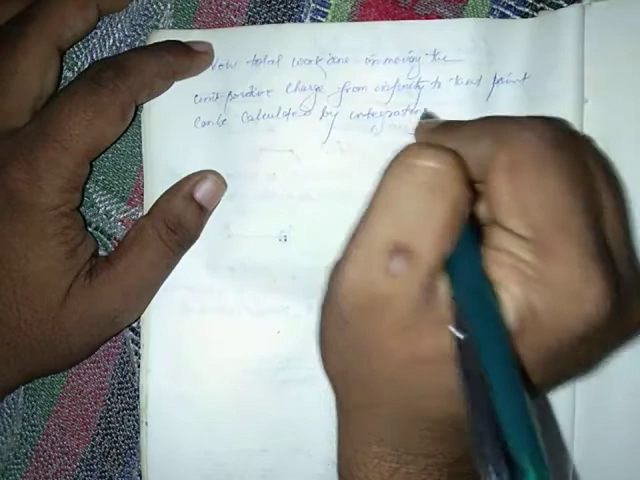 Now total work done in moving the
unit positive charge from infinity to that point
can be calculated by integrating